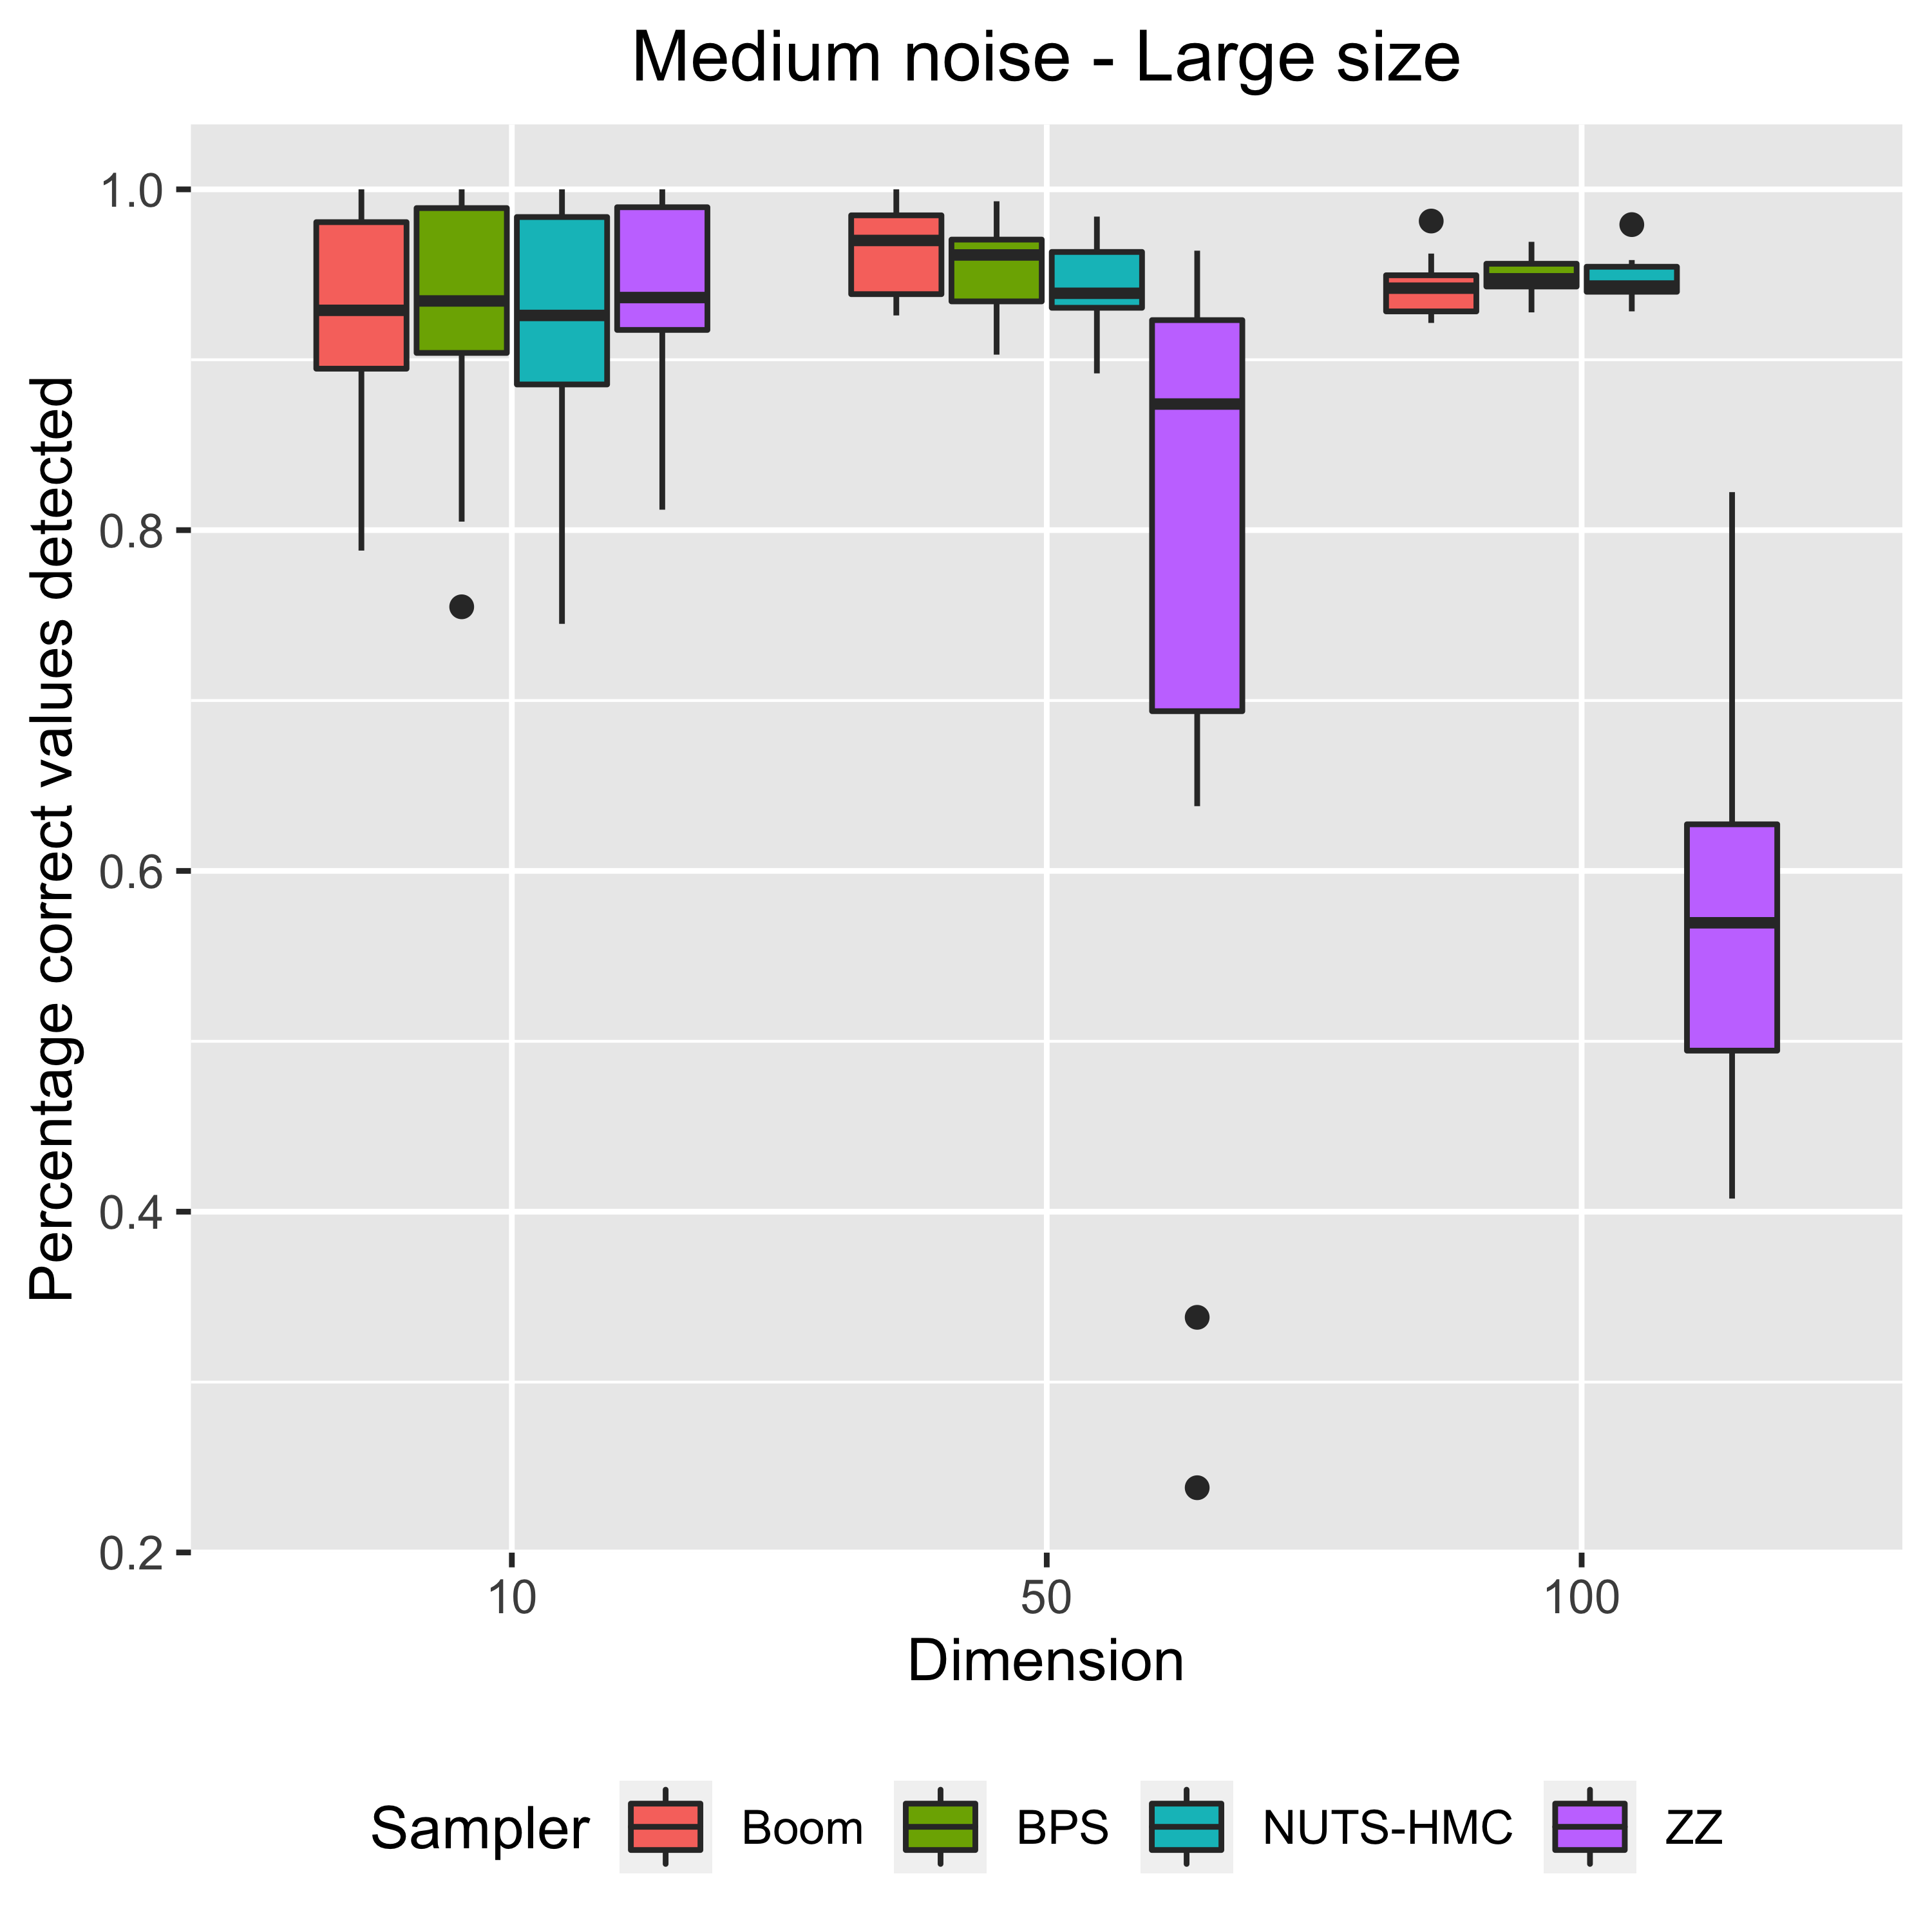 Medium noise - Large size
Percentage correct values detected
1.0
0.8
0.6
0.4
0.2
10 50 100
Dimension
Sampler Boom BPS NUTS-HMC ZZ